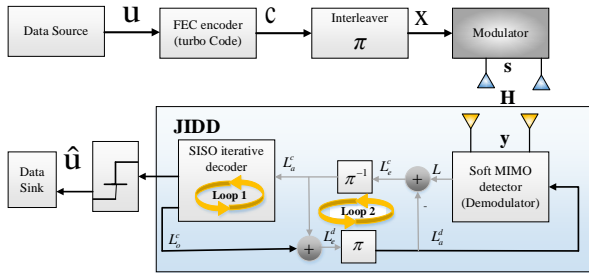 Data Source
u
FEC encoder
(turbo Code)
c
Interleaver
π
x
Modulator
s
H
JIDD
y
û
Data
Sink
SISO iterative
decoder
Loop 1
L_a^c
π⁻¹
L_e^c
+
L
Soft MIMO
detector
(Demodulator)
Loop 2
-
L_o^c
+
L_e^d
π
L_a^d